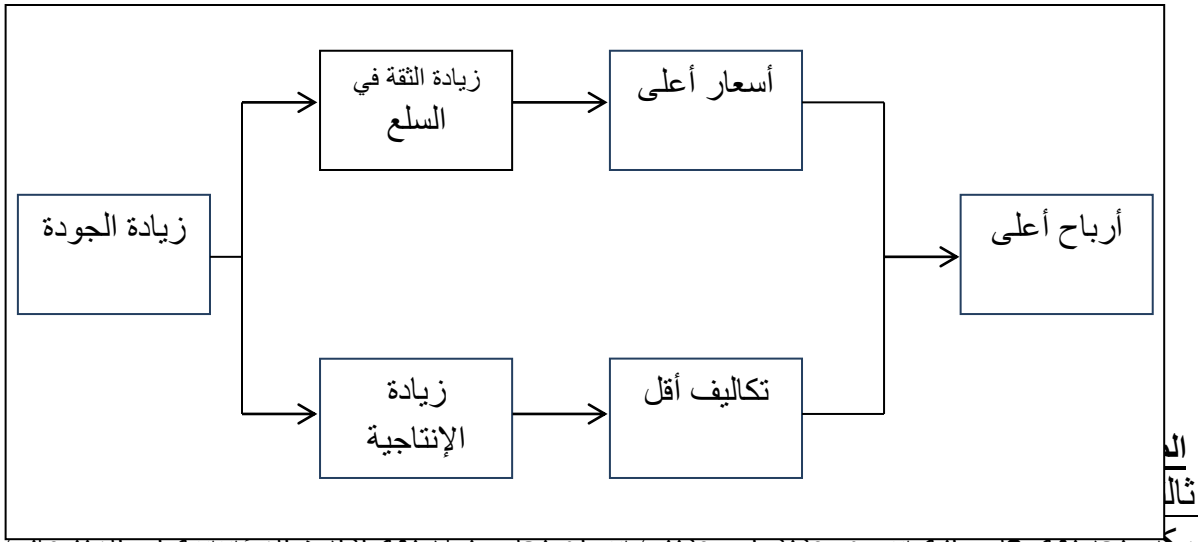 زيادة الجودة
زيادة الثقة في
السلع
أسعار أعلى
زيادة
الإنتاجية
تكاليف أقل
أرباح أعلى